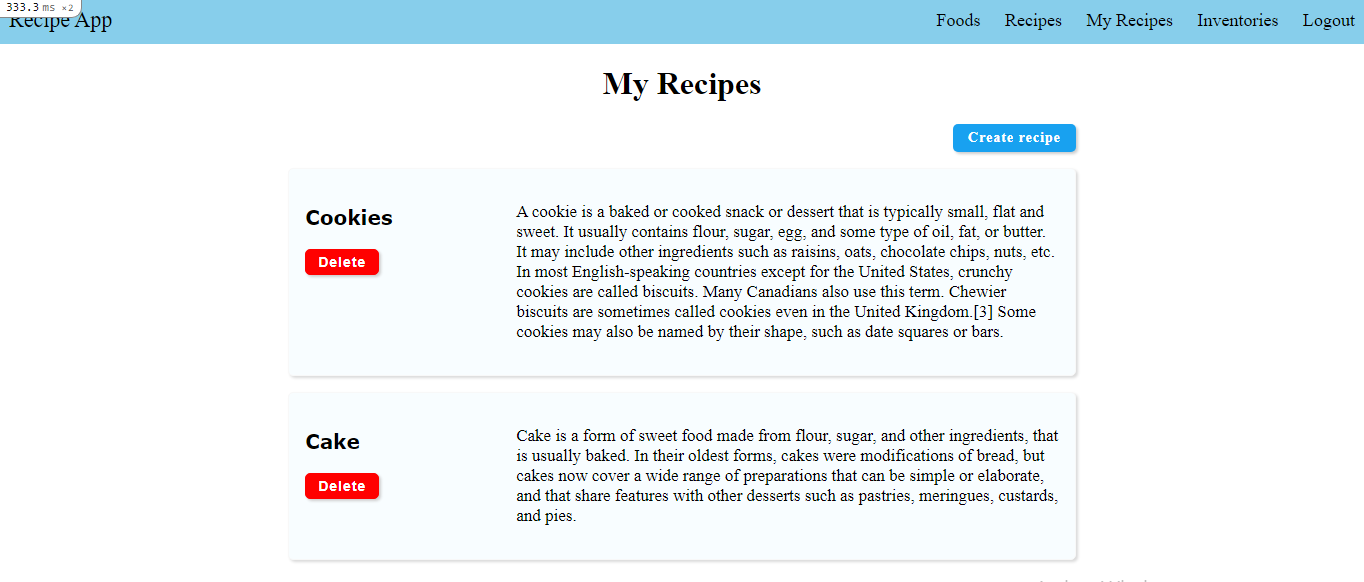 333.3 ms ×2
Recipe App
Foods Recipes My Recipes Inventories Logout
My Recipes
Create recipe
Cookies
Delete
A cookie is a baked or cooked snack or dessert that is typically small, flat and
sweet. It usually contains flour, sugar, egg, and some type of oil, fat, or butter.
It may include other ingredients such as raisins, oats, chocolate chips, nuts, etc.
In most English-speaking countries except for the United States, crunchy
cookies are called biscuits. Many Canadians also use this term. Chewier
biscuits are sometimes called cookies even in the United Kingdom.[3] Some
cookies may also be named by their shape, such as date squares or bars.
Cake
Delete
Cake is a form of sweet food made from flour, sugar, and other ingredients, that
is usually baked. In their oldest forms, cakes were modifications of bread, but
cakes now cover a wide range of preparations that can be simple or elaborate,
and that share features with other desserts such as pastries, meringues, custards,
and pies.